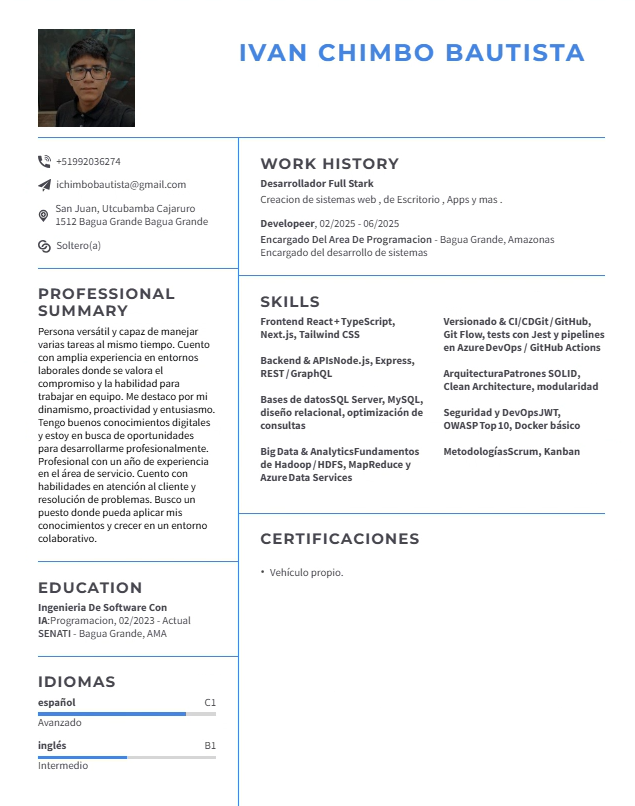 IVAN CHIMBO BAUTISTA
+51992036274
ichimbobautista@gmail.com
San Juan, Utcubamba Cajaruro
1512 Bagua Grande Bagua Grande
Soltero(a)
PROFESSIONAL
SUMMARY
Persona versátil y capaz de manejar
varias tareas al mismo tiempo. Cuento
con amplia experiencia en entornos
laborales donde se valora el
compromiso y la habilidad para
trabajar en equipo. Me destaco por mi
dinamismo, proactividad y entusiasmo.
Tengo buenos conocimientos digitales
y estoy en busca de oportunidades
para desarrollarme profesionalmente.
Profesional con un año de experiencia
en el área de servicio. Cuento con
habilidades en atención al cliente y
resolución de problemas. Busco un
puesto donde pueda aplicar mis
conocimientos y crecer en un entorno
colaborativo.
EDUCATION
Ingenieria De Software Con
IA:Programacion, 02/2023 - Actual
SENATI - Bagua Grande, AMA
IDIOMAS
español C1
Avanzado
inglés B1
Intermedio
WORK HISTORY
Desarrollador Full Stark
Creacion de sistemas web , de Escritorio , Apps y mas .
Developeer, 02/2025 - 06/2025
Encargado Del Area De Programacion - Bagua Grande, Amazonas
Encargado del desarrollo de sistemas
SKILLS
Frontend React + TypeScript,
Next.js, Tailwind CSS
Backend & APIsNode.js, Express,
REST / GraphQL
Bases de datosSQL Server, MySQL,
diseño relacional, optimización de
consultas
Big Data & AnalyticsFundamentos
de Hadoop / HDFS, MapReduce y
Azure Data Services
Versionado & CI/CDGit / GitHub,
Git Flow, tests con Jest y pipelines
en Azure DevOps / GitHub Actions
ArquitecturaPatrones SOLID,
Clean Architecture, modularidad
Seguridad y DevOpsJWT,
OWASP Top 10, Docker básico
MetodologíasScrum, Kanban
CERTIFICACIONES
• Vehículo propio.